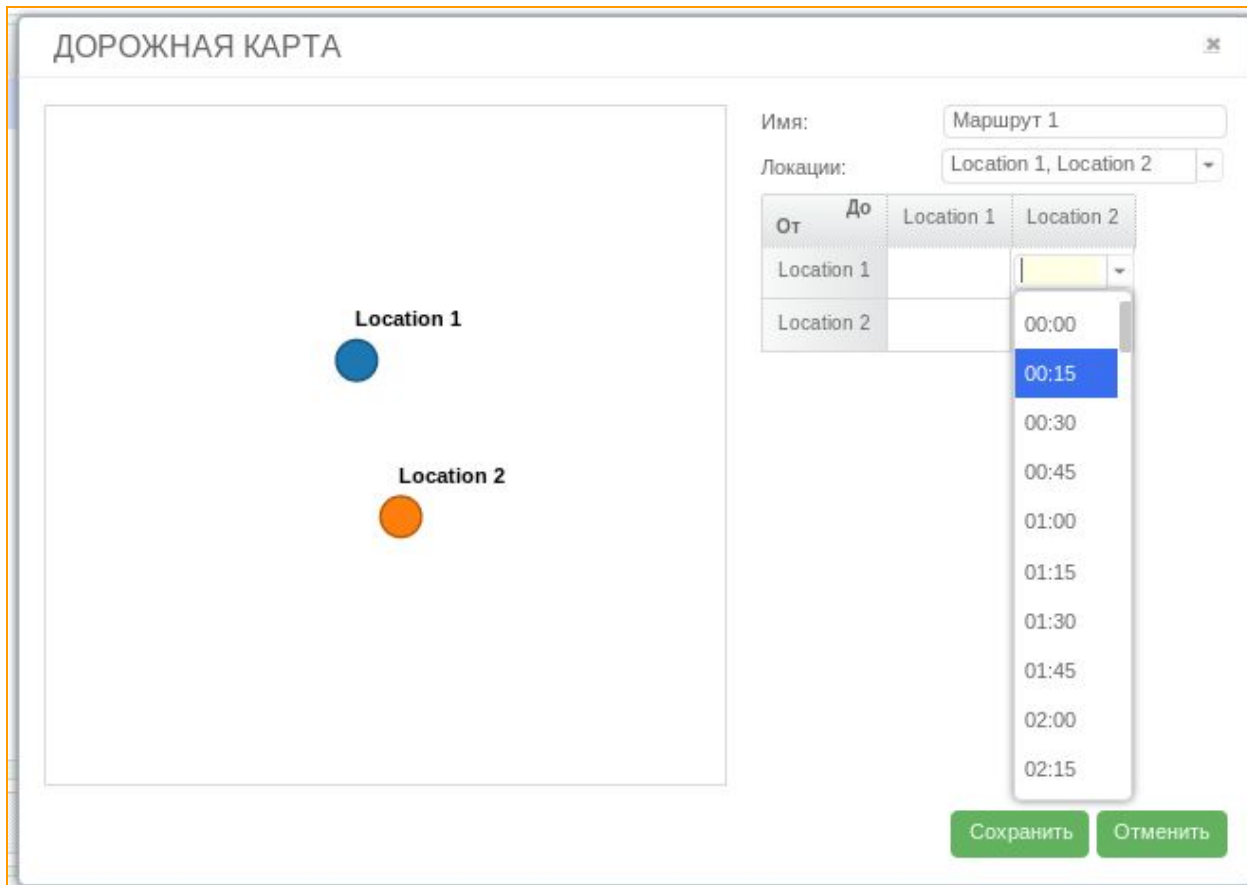 ДОРОЖНАЯ КАРТА
Location 1
Location 2
Имя: Маршрут 1
Локации: Location 1, Location 2
От До Location 1 Location 2
Location 1
Location 2
00:00
00:15
00:30
00:45
01:00
01:15
01:30
01:45
02:00
02:15
Сохранить Отменить